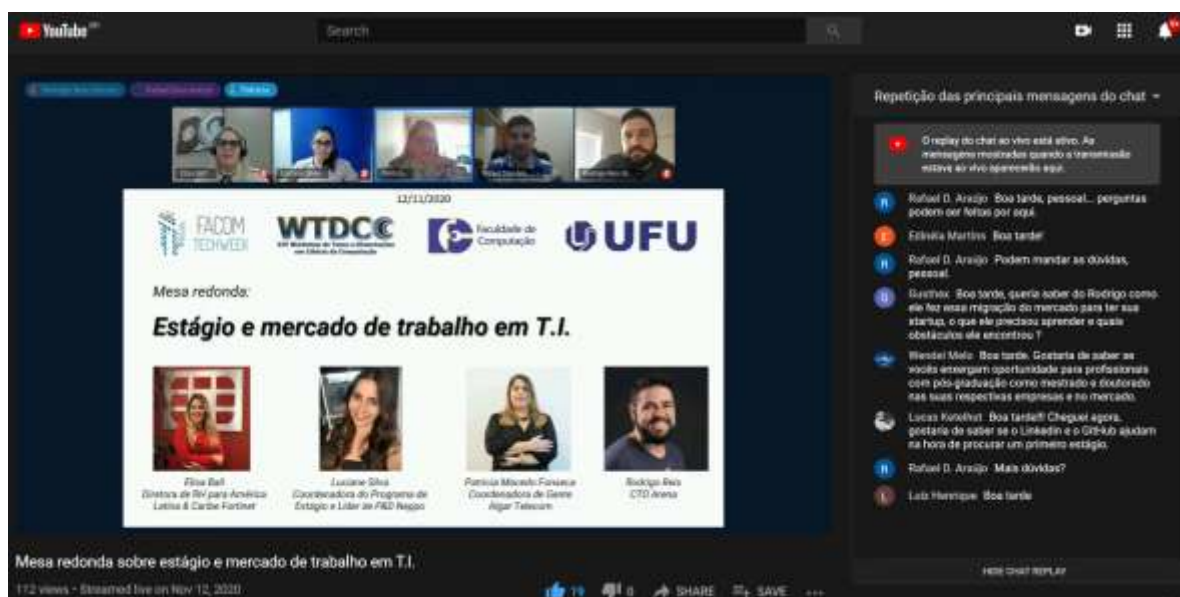 YouTube
Search
Repetição das principais mensagens do chat
O replay do chat ao vivo está ativo. As
mensagens mostradas quando a transmissão
estava ao vivo aparecerão aqui.
12/11/2020
FACOM
TECHWEEK
WTDCC
Faculdade de
Computação
UFU
Mesa redonda:
Estágio e mercado de trabalho em T.I.
Elisa Bali
Diretora de RH para América
Latina & Caribe Fortinet
Luciane Silva
Coordenadora do Programa de
Estágio e Líder de P&D Neppo
Patricia Macedo Fonseca
Coordenadora de Gente
Algar Telecom
Rodrigo Reis
CTO Arena
Rafael D. Araújo Boa tarde, pessoal... perguntas
podem ser feitas por aqui.
Edinéia Martins Boa tarde!
Rafael D. Araújo Podem mandar as dúvidas,
pessoal.
Boa tarde, queria saber do Rodrigo como
ele fez essa migração do mercado para ter sua
startup, o que ele precisou aprender e quais
obstáculos ele encontrou ?
Wendel Melo Boa tarde. Gostaria de saber se
vocês enxergam oportunidade para profissionais
com pós-graduação como mestrado e doutorado
nas suas respectivas empresas e no mercado.
Lucas Ketelhut Boa tarde!! Cheguei agora,
gostaria de saber se o Linkedin e o GitHub ajudam
na hora de procurar um primeiro estágio.
Rafael D. Araújo Mais dúvidas?
Luiz Henrique Boa tarde
HIDE CHAT REPLAY
Mesa redonda sobre estágio e mercado de trabalho em T.I.
112 views • Streamed live on Nov 12, 2020
19
0
SHARE
SAVE